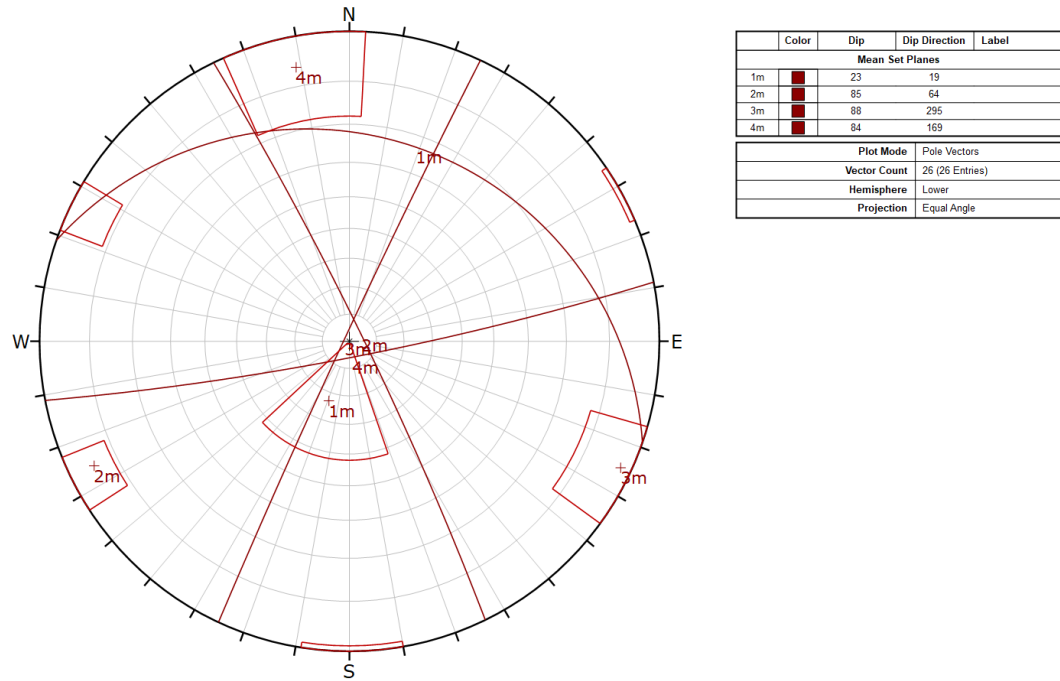 N
4m
1m
W
E
3m
2m
4m
1m
2m
3m
S
Color Dip Dip Direction Label
Mean Set Planes
1m 23 19
2m 85 64
3m 88 295
4m 84 169
Plot Mode Pole Vectors
Vector Count 26 (26 Entries)
Hemisphere Lower
Projection Equal Angle